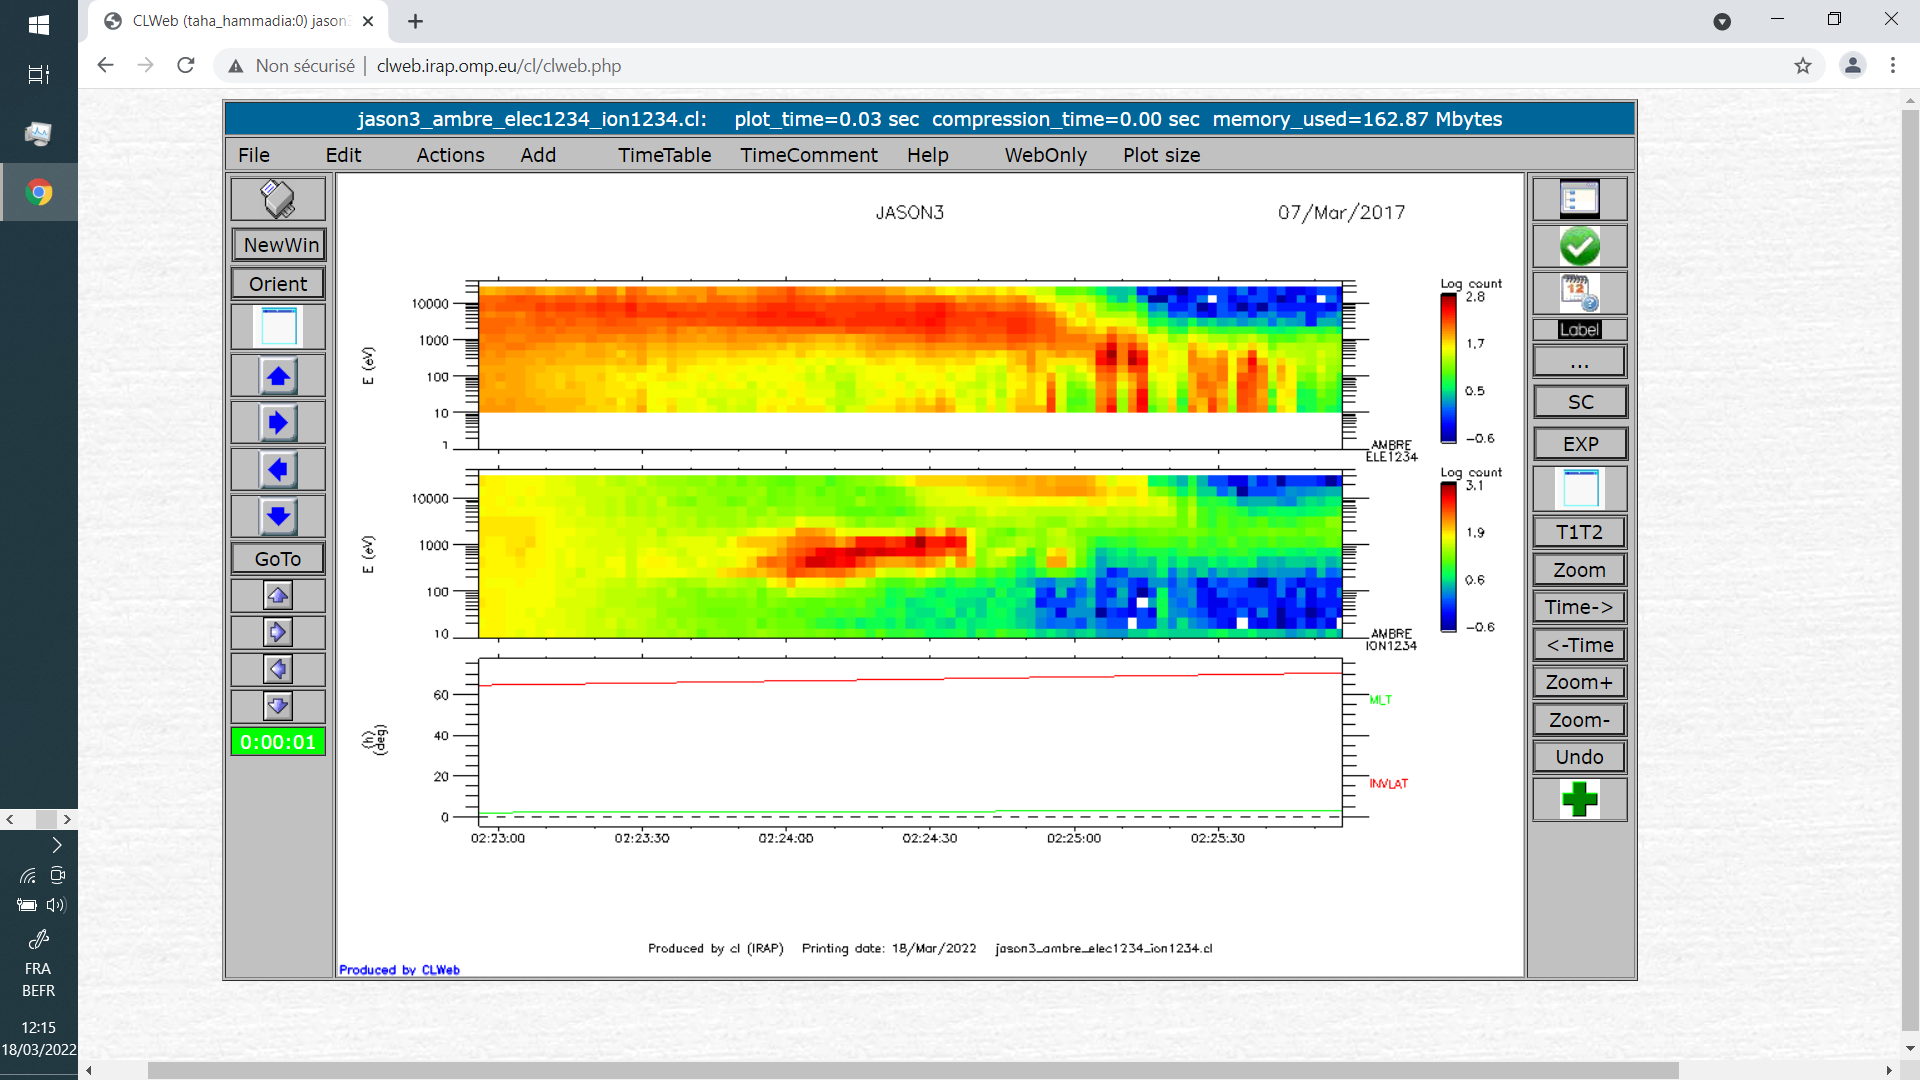 CLWeb (taha_hammadia:0) jason3
Non sécurisé | clweb.irap.omp.eu/cl/clweb.php
jason3_ambre_elec1234_ion1234.cl: plot_time=0.03 sec compression_time=0.00 sec memory_used=162.87 Mbytes
File Edit Actions Add TimeTable TimeComment Help WebOnly Plot size
NewWin
Orient
GoTo
0:00:01
JASON3
07/Mar/2017
Log count
2.8
1.7
0.5
-0.6
10000
1000
100
10
1
E (eV)
AMBRE
ELE1234
Log count
3.1
1.9
0.6
-0.6
10000
1000
100
10
E (eV)
AMBRE
ION1234
60
40
20
0
(h)
(deg)
MLT
INVLAT
02:23:00 02:23:30 02:24:00 02:24:30 02:25:00 02:25:30
Produced by cl (IRAP) Printing date: 18/Mar/2022 jason3_ambre_elec1234_ion1234.cl
Produced by CLWeb
12
Label
...
SC
EXP
T1T2
Zoom
Time->
<-Time
Zoom+
Zoom-
Undo
FRA
BEFR
12:15
18/03/2022